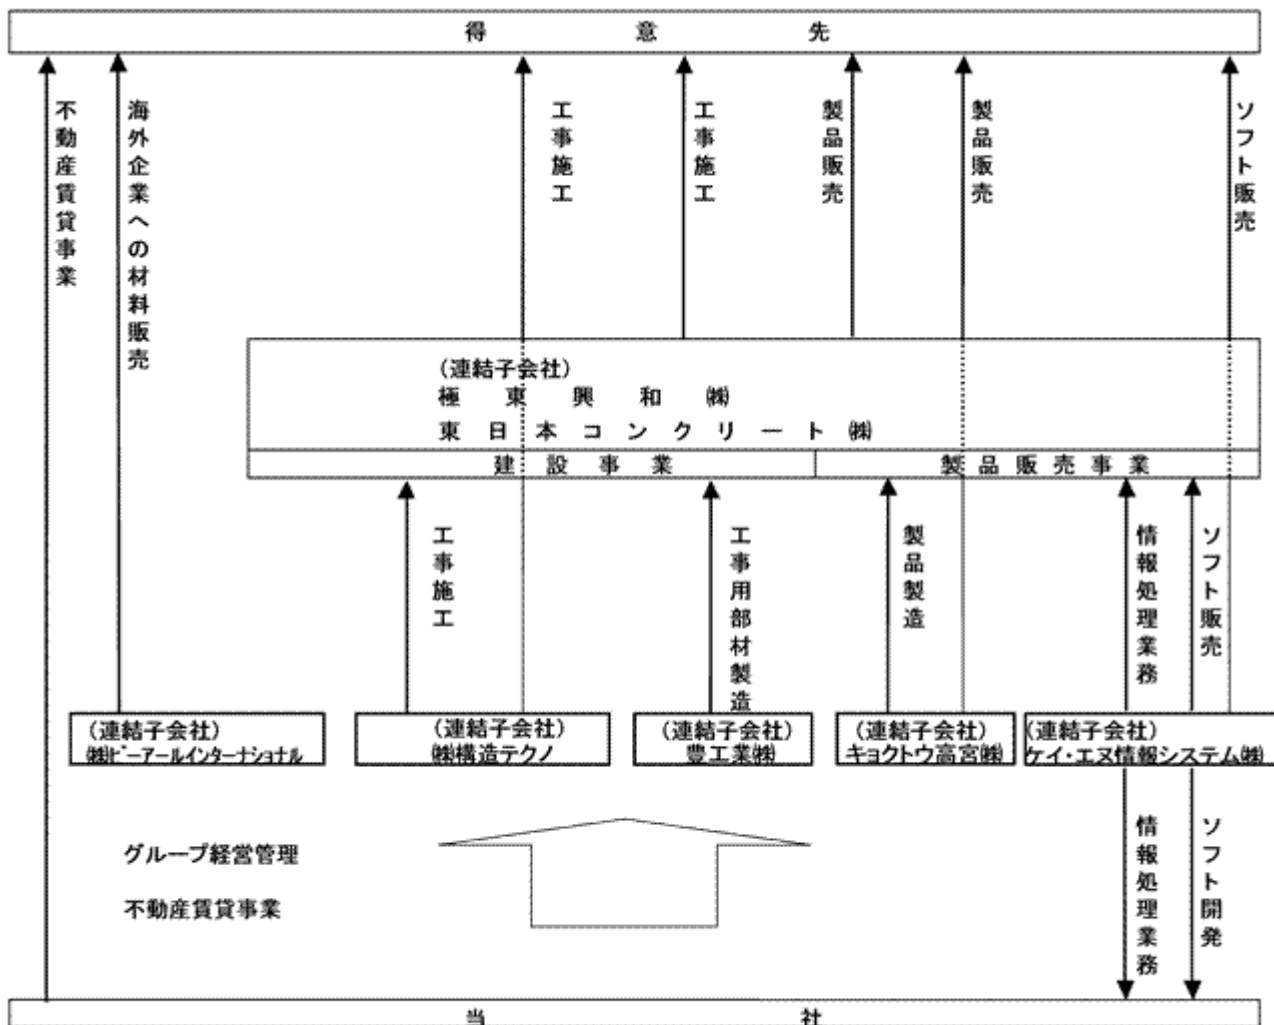 得意先
不動産賃貸事業
海外企業への材料販売
工事施工
工事施工
製品販売
製品販売
ソフト販売
(連結子会社)
極東興和㈱
東日本コンクリート㈱
建設事業
製品販売事業
工事施工
工事用部材製造
製品製造
情報処理業務
ソフト販売
(連結子会社)
㈱ピーアールインターナショナル
(連結子会社)
㈱構造テクノ
(連結子会社)
豊工業㈱
(連結子会社)
キョクトウ高宮㈱
(連結子会社)
ケイ・エヌ情報システム㈱
グループ経営管理
不動産賃貸事業
情報処理業務
ソフト開発
当社